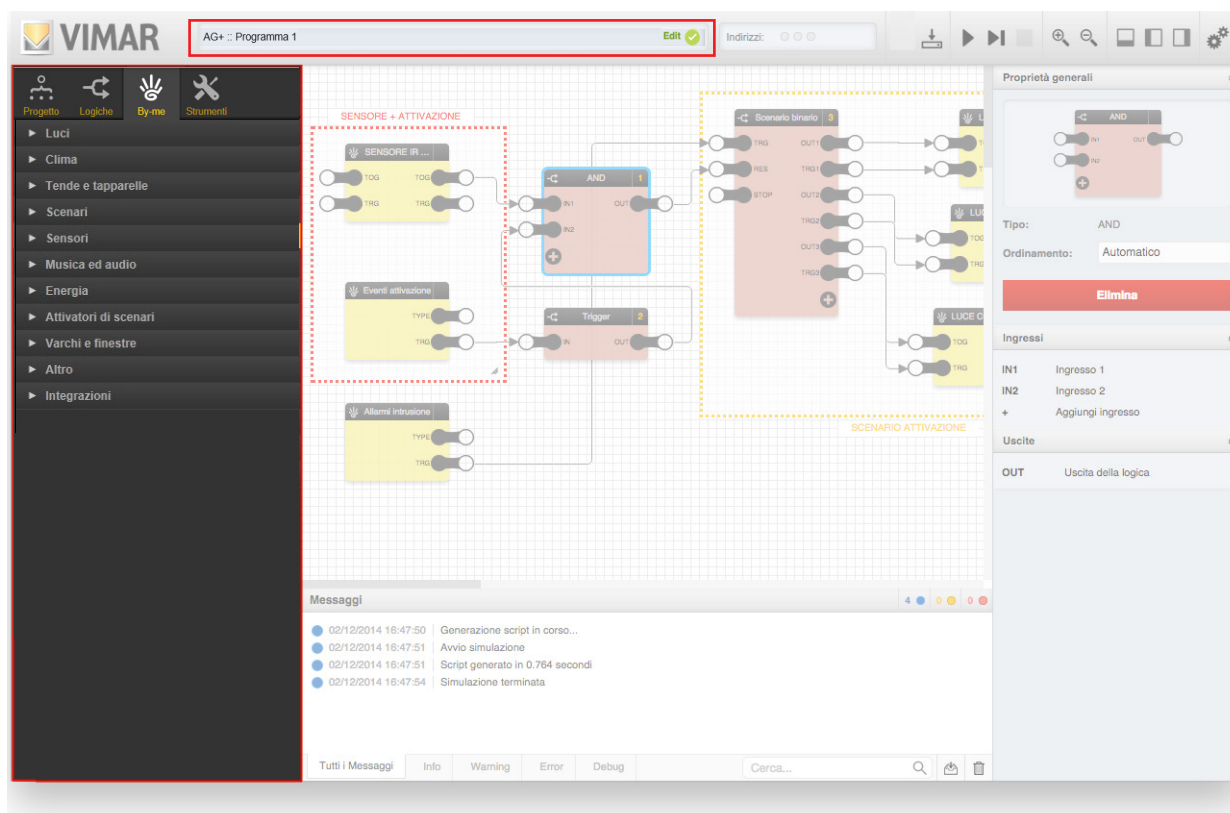 VIMAR
AG+ :: Programma 1
Edit
Indirizzi:
Progetto
Logiche
By-me
Strumenti
Luci
Clima
Tende e tapparelle
Scenari
Sensori
Musica ed audio
Energia
Attivatori di scenari
Varchi e finestre
Altro
Integrazioni
SENSORE + ATTIVAZIONE
SENSORE IR ...
TOG TOG
TRG TRG
Eventi attivazione
TYPE
TRG
Allarmi intrusione
TYPE
TRG
AND 1
IN1 OUT
IN2
Trigger 2
IN OUT
Scenario binario 3
TRG OUT1
RES TRG1
STOP OUT2
TRG2
OUT3
TRG3
TOG
TRG
LUCE C
TOG
TRG
SCENARIO ATTIVAZIONE
Proprietà generali
AND
IN1 OUT
IN2
Tipo: AND
Ordinamento: Automatico
Elimina
Ingressi
IN1 Ingresso 1
IN2 Ingresso 2
+ Aggiungi ingresso
Uscite
OUT Uscita della logica
Messaggi
4 0 0
02/12/2014 16:47:50 Generazione script in corso...
02/12/2014 16:47:51 Avvio simulazione
02/12/2014 16:47:51 Script generato in 0.764 secondi
02/12/2014 16:47:54 Simulazione terminata
Tutti i Messaggi Info Warning Error Debug
Cerca...